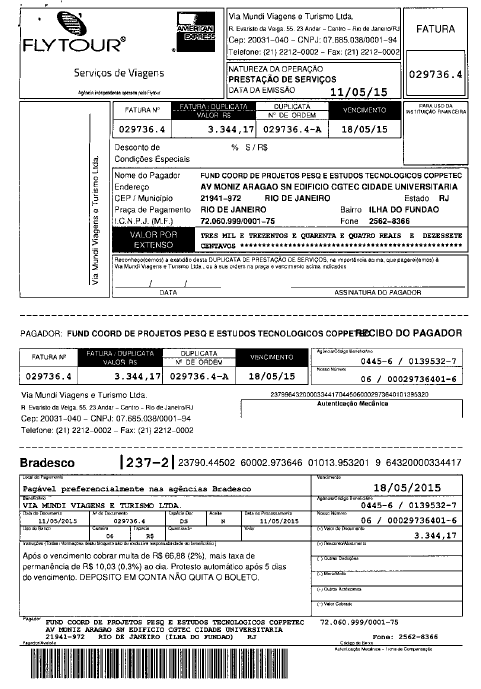 FLYTOUR®
AMERICAN EXPRESS
Serviços de Viagens
Agência independente operada pela Flytour
Via Mundi Viagens e Turismo Ltda.
R. Evaristo da Veiga. 55. 23 Andar - Centro - Rio de Janeiro/RJ
Cep: 20031-040 - CNPJ: 07.685.038/0001-94
Telefone: (21) 2212-0002 - Fax: (21) 2212-0002
FATURA
029736.4
NATUREZA DA OPERAÇÃO
PRESTAÇÃO DE SERVIÇOS
DATA DA EMISSÃO 11/05/15
Via Mundi Viagens e Turismo Ltda.
FATURA Nº FATURA/DUPLICATA VALOR R$ DUPLICATA Nº DE ORDEM VENCIMENTO
029736.4 3.344,17 029736.4-A 18/05/15
PARA USO DA INSTITUIÇÃO FINANCEIRA
Desconto de % S / R$
Condições Especiais
Nome do Pagador FUND COORD DE PROJETOS PESQ E ESTUDOS TECNOLOGICOS COPPETEC
Endereço AV MONIZ ARAGAO SN EDIFICIO CGTEC CIDADE UNIVERSITARIA
CEP / Município 21941-972 RIO DE JANEIRO Estado RJ
Praça de Pagamento RIO DE JANEIRO Bairro ILHA DO FUNDAO
I.C.N.P.J. (M.F.) 72.060.999/0001-75 Fone 2562-8366
VALOR POR EXTENSO TRES MIL E TREZENTOS E QUARENTA E QUATRO REAIS E DEZESSETE
CENTAVOS **************************************************
Reconheço(cemos) a exatidão desta DUPLICATA DE PRESTAÇÃO DE SERVIÇOS, na importância acima, que pagarei(emos) à
Via Mundi Viagens e Turismo Ltda., ou à sua ordem na praça e vencimento acima indicados
____/____/____
DATA ASSINATURA DO PAGADOR
PAGADOR: FUND COORD DE PROJETOS PESQ E ESTUDOS TECNOLOGICOS COPPETEC RECIBO DO PAGADOR
FATURA Nº FATURA / DUPLICATA VALOR R$ DUPLICATA Nº DE ORDEM VENCIMENTO
029736.4 3.344,17 029736.4-A 18/05/15
Agência/Código Beneficiário
0445-6 / 0139532-7
Nosso Número
06 / 00029736401-6
Via Mundi Viagens e Turismo Ltda.
R. Evaristo da Veiga. 55. 23 Andar - Centro - Rio de Janeiro/RJ
Cep: 20031-040 - CNPJ: 07.685.038/0001-94
Telefone: (21) 2212-0002 - Fax: (21) 2212-0002
23799643200003344170445060002973640101395320
Autenticação Mecânica
Bradesco |237-2| 23790.44502 60002.973646 01013.953201 9 64320000334417
Local do Pagamento
Pagável preferencialmente nas agências Bradesco
Vencimento
18/05/2015
Beneficiário
VIA MUNDI VIAGENS E TURISMO LTDA.
Agência/Código Beneficiário
0445-6 / 0139532-7
Data do Documento Nº do Documento Espécie Doc Aceite Data do Processamento Nosso Número
11/05/2015 029736.4 DS N 11/05/2015 06 / 00029736401-6
Uso do Banco Carteira Espécie Quantidade Valor (=) Valor do Documento
06 R$ 3.344,17
Instruções (Todas informações deste bloqueto são de exclusiva responsabilidade do beneficiário)
Após o vencimento cobrar multa de R$ 66,88 (2%), mais taxa de
permanência de R$ 10,03 (0,3%) ao dia. Protesto automático após 5 dias
do vencimento. DEPOSITO EM CONTA NÃO QUITA O BOLETO.
(-) Desconto/Abatimento
(-) Outras Deduções
(+) Mora/Multa
(+) Outros Acréscimos
(=) Valor Cobrado
Pagador
FUND COORD DE PROJETOS PESQ E ESTUDOS TECNOLOGICOS COPPETEC 72.060.999/0001-75
AV MONIZ ARAGAO SN EDIFICIO CGTEC CIDADE UNIVERSITARIA
21941-972 RIO DE JANEIRO (ILHA DO FUNDAO) RJ Fone: 2562-8366
Pagador/Avalista Código de Baixa
Autenticação Mecânica - Ficha de Compensação